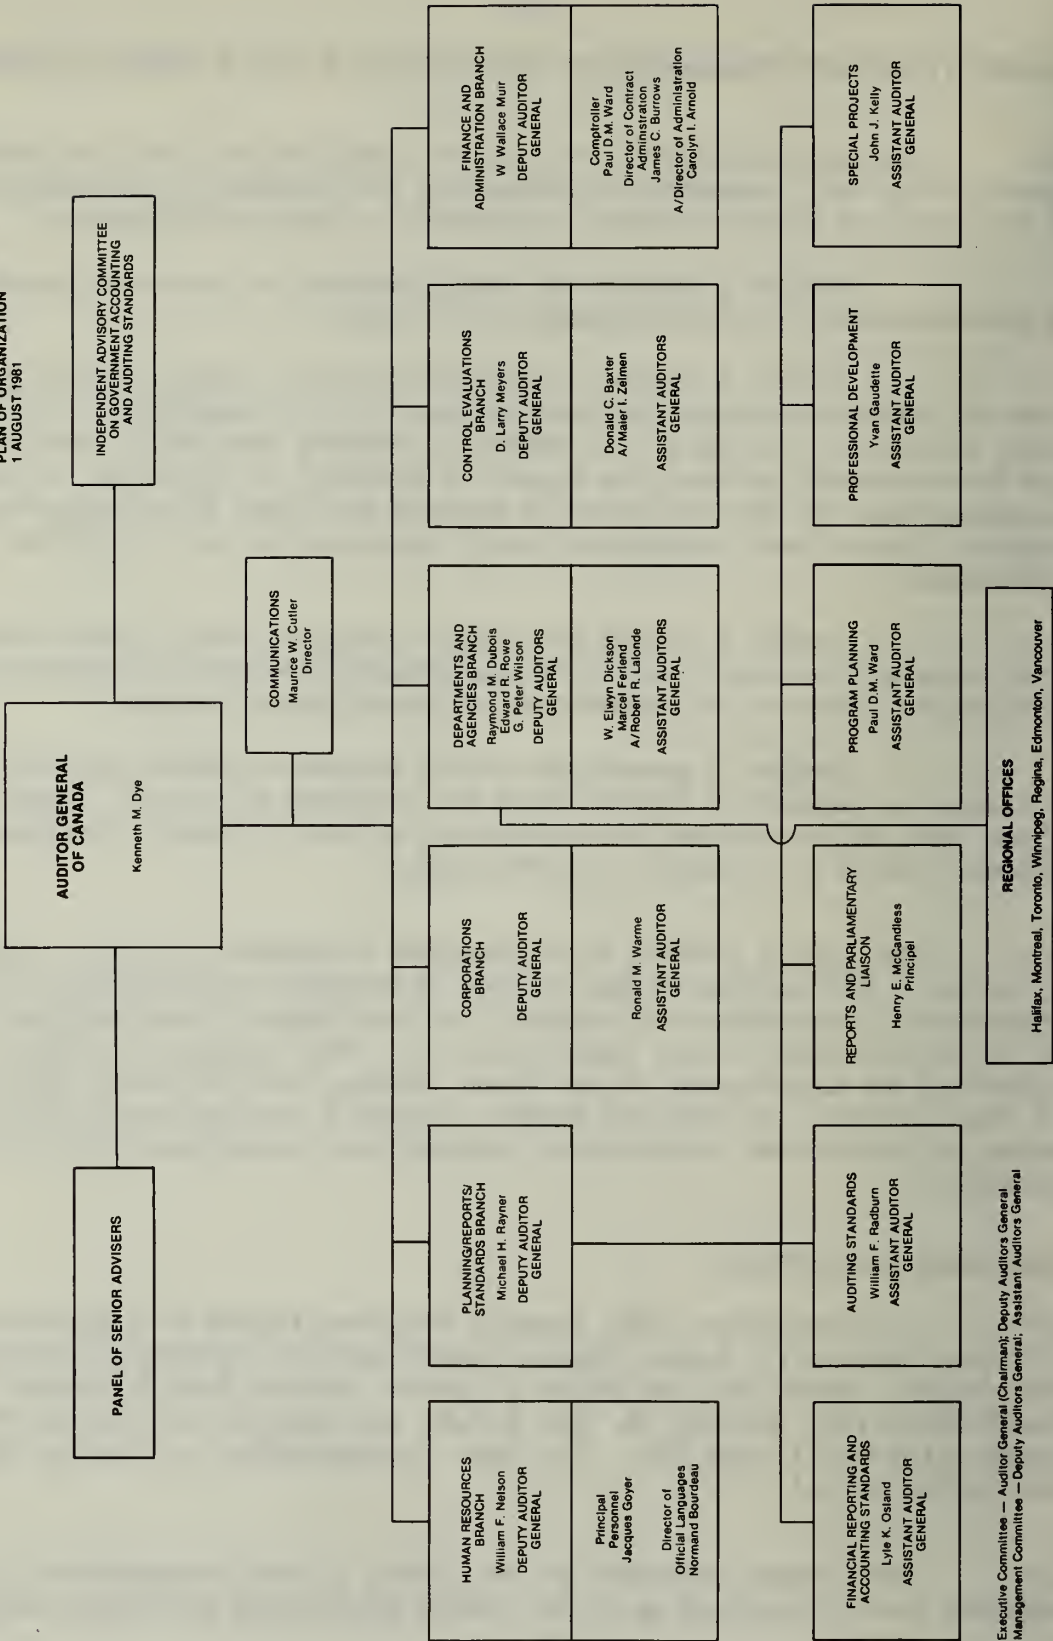 PLAN OF ORGANIZATION
1 AUGUST 1981
AUDITOR GENERAL
OF CANADA
Kenneth M. Dye
PANEL OF SENIOR ADVISERS
INDEPENDENT ADVISORY COMMITTEE
ON GOVERNMENT ACCOUNTING
AND AUDITING STANDARDS
COMMUNICATIONS
Maurice W. Cutler
Director
HUMAN RESOURCES
BRANCH
William F. Nelson
DEPUTY AUDITOR
GENERAL
Principal
Personnel
Jacques Goyer
Director of
Official Languages
Normand Bourdeau
PLANNING/REPORTS/
STANDARDS BRANCH
Michael H. Rayner
DEPUTY AUDITOR
GENERAL
CORPORATIONS
BRANCH
DEPUTY AUDITOR
GENERAL
Ronald M. Warme
ASSISTANT AUDITOR
GENERAL
DEPARTMENTS AND
AGENCIES BRANCH
Raymond M. Dubois
Edward R. Rowe
G. Peter Wilson
DEPUTY AUDITORS
GENERAL
W. Elwyn Dickson
Marcel Ferlend
A/Robert R. Lalonde
ASSISTANT AUDITORS
GENERAL
CONTROL EVALUATIONS
BRANCH
D. Larry Meyers
DEPUTY AUDITOR
GENERAL
Donald C. Baxter
A/Maier I. Zelmen
ASSISTANT AUDITORS
GENERAL
FINANCE AND
ADMINISTRATION BRANCH
W Wallace Muir
DEPUTY AUDITOR
GENERAL
Comptroller
Paul D.M. Ward
Director of Contract
Administration
James C. Burrows
A/Director of Administration
Carolyn I. Arnold
FINANCIAL REPORTING AND
ACCOUNTING STANDARDS
Lyle K. Osland
ASSISTANT AUDITOR
GENERAL
AUDITING STANDARDS
William F. Radburn
ASSISTANT AUDITOR
GENERAL
REPORTS AND PARLIAMENTARY
LIAISON
Henry E. McCandless
Principel
PROGRAM PLANNING
Paul D.M. Ward
ASSISTANT AUDITOR
GENERAL
PROFESSIONAL DEVELOPMENT
Yvan Gaudette
ASSISTANT AUDITOR
GENERAL
SPECIAL PROJECTS
John J. Kelly
ASSISTANT AUDITOR
GENERAL
REGIONAL OFFICES
Halifax, Montreal, Toronto, Winnipeg, Regina, Edmonton, Vancouver
Executive Committee — Auditor General (Chairman); Deputy Auditors General
Management Committee — Deputy Auditors General; Assistant Auditors General